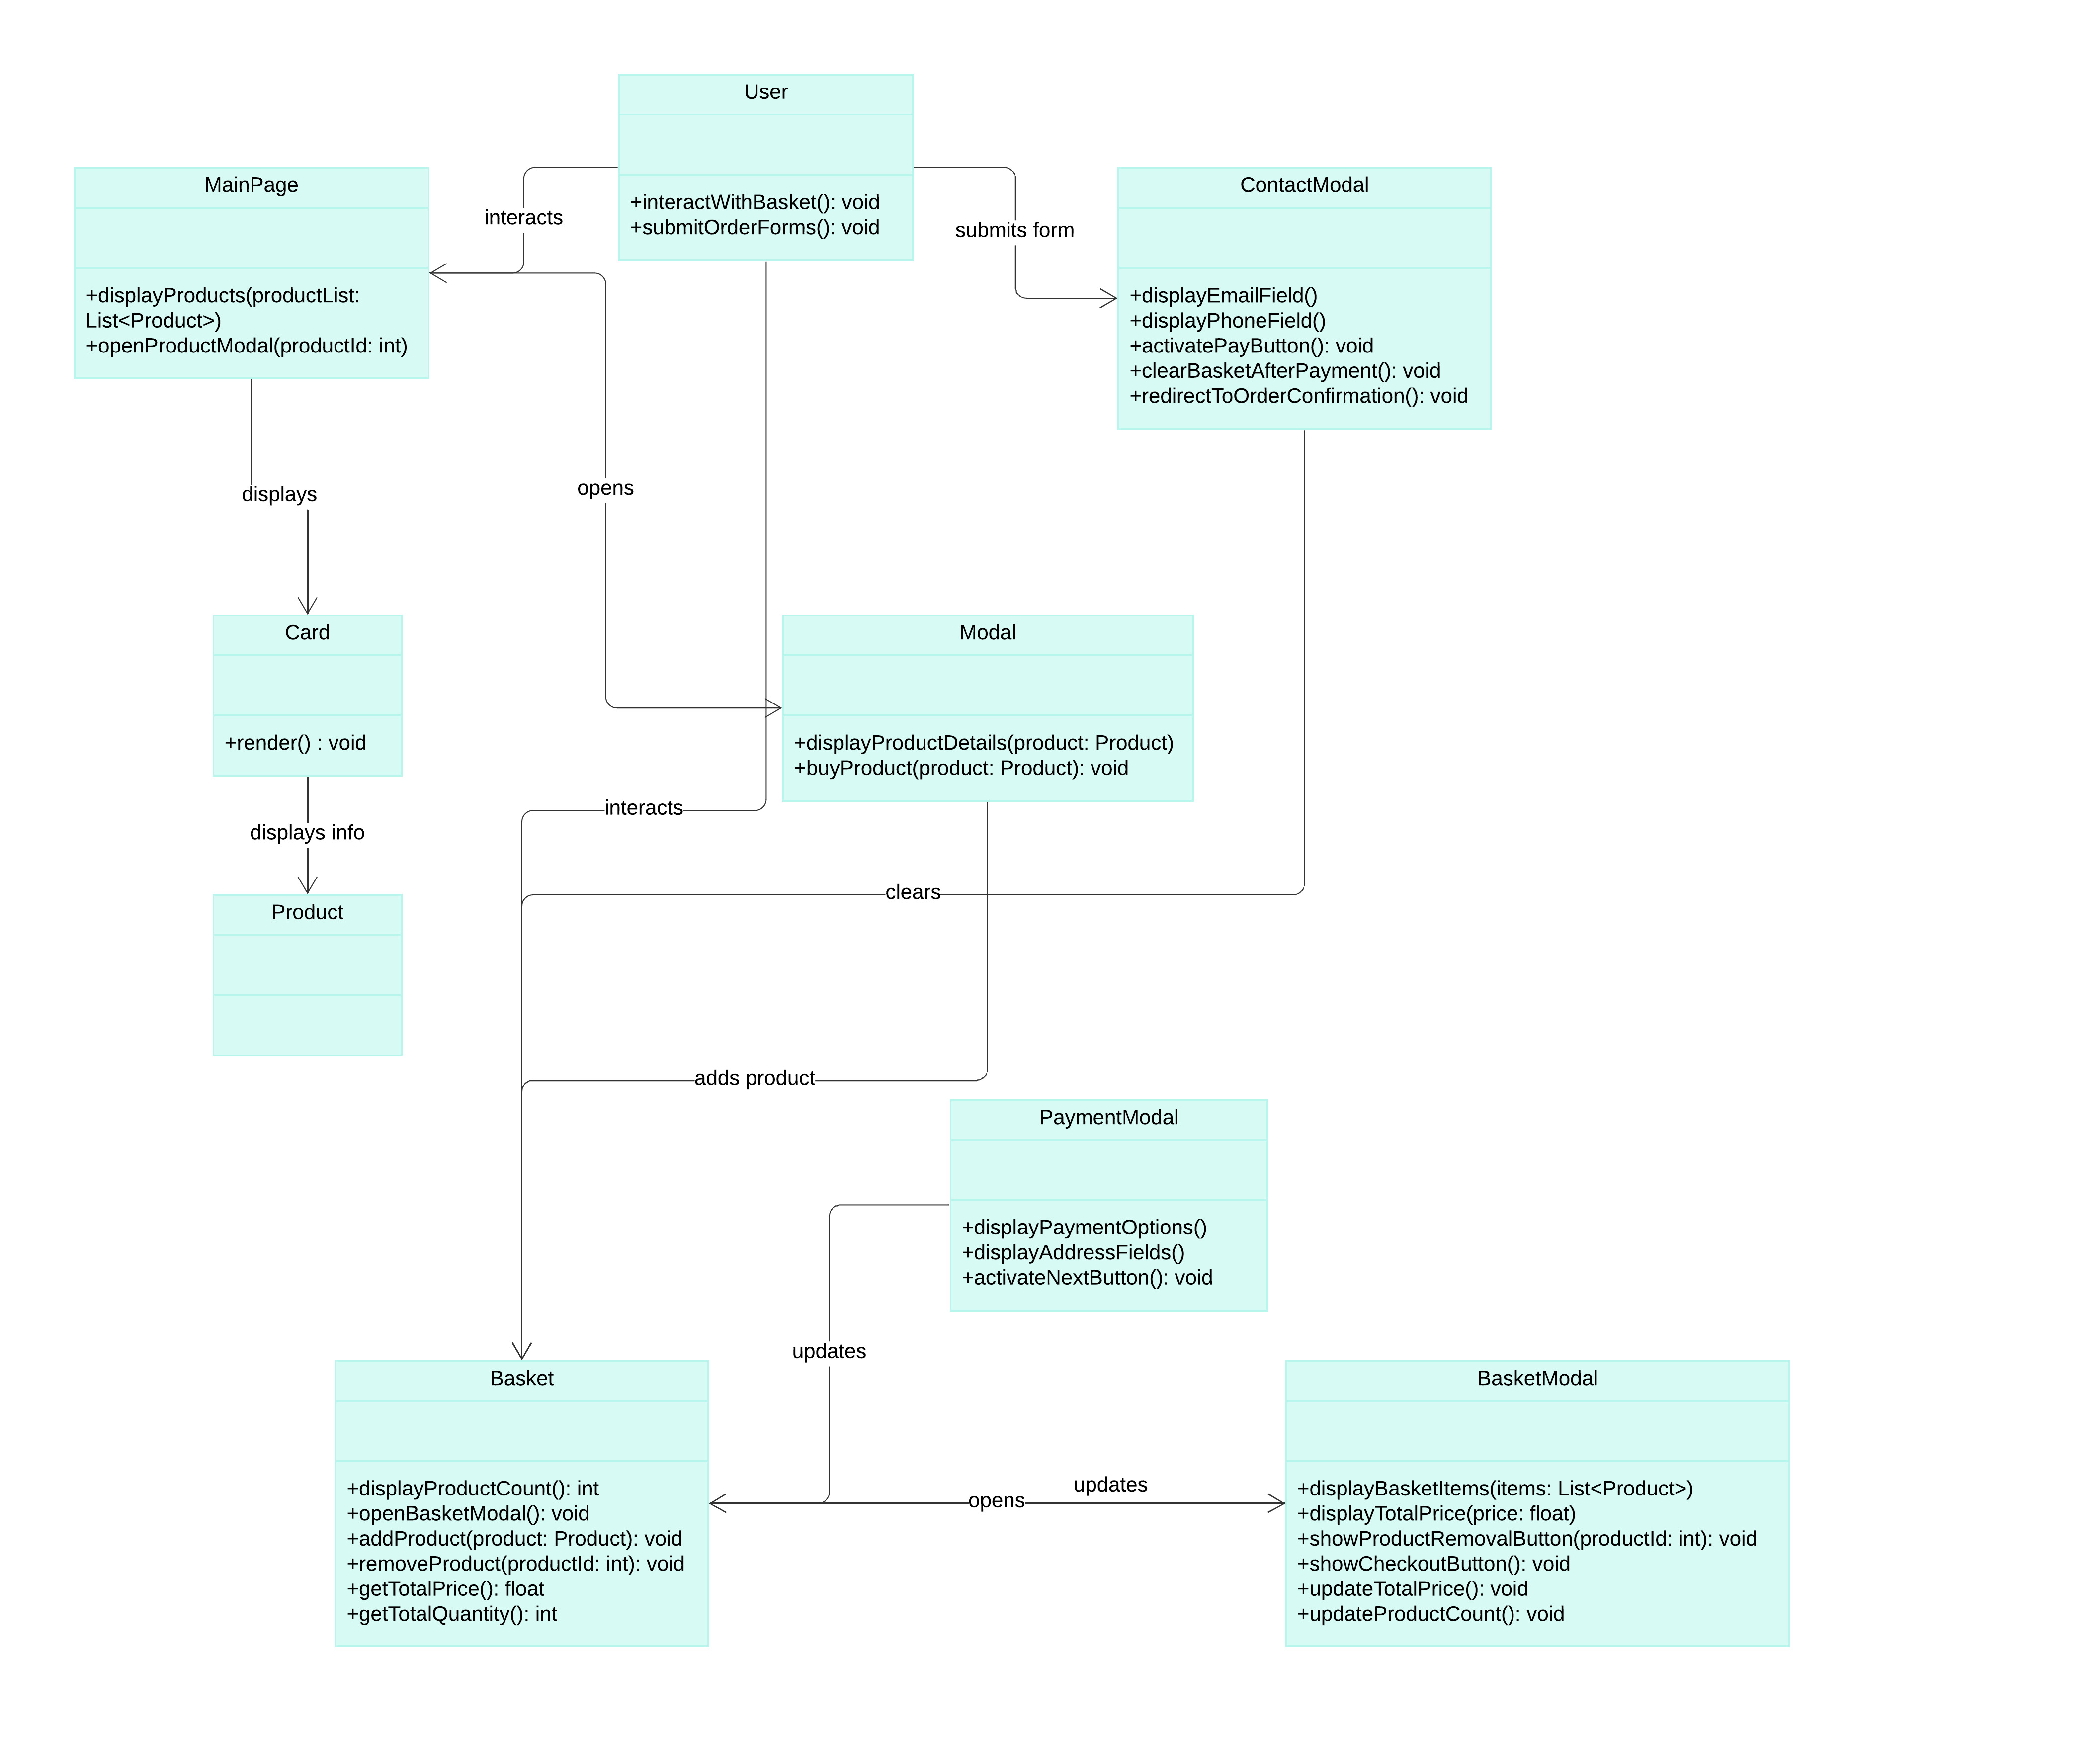 User
+interactWithBasket(): void
+submitOrderForms(): void
MainPage
+displayProducts(productList:
List<Product>)
+openProductModal(productId: int)
interacts
submits form
ContactModal
+displayEmailField()
+displayPhoneField()
+activatePayButton(): void
+clearBasketAfterPayment(): void
+redirectToOrderConfirmation(): void
displays
opens
Card
+render() : void
Modal
+displayProductDetails(product: Product)
+buyProduct(product: Product): void
interacts
displays info
clears
Product
adds product
PaymentModal
+displayPaymentOptions()
+displayAddressFields()
+activateNextButton(): void
updates
Basket
+displayProductCount(): int
+openBasketModal(): void
+addProduct(product: Product): void
+removeProduct(productId: int): void
+getTotalPrice(): float
+getTotalQuantity(): int
updates
opens
BasketModal
+displayBasketItems(items: List<Product>)
+displayTotalPrice(price: float)
+showProductRemovalButton(productId: int): void
+showCheckoutButton(): void
+updateTotalPrice(): void
+updateProductCount(): void